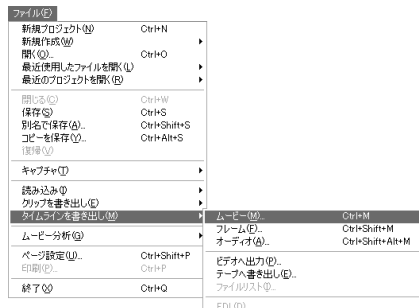 ファイル(F)
新規プロジェクト(N) Ctrl+N
新規作成(W)
開く(O)... Ctrl+O
最近使用したファイルを開く(L)
最近のプロジェクトを開く(R)
閉じる(C) Ctrl+W
保存(S) Ctrl+S
別名で保存(A)... Ctrl+Shift+S
コピーを保存(Y)... Ctrl+Alt+S
復帰(V)
キャプチャ(T)
読み込み(I)
クリップを書き出し(E)
タイムラインを書き出し(M)
ムービー(M)... Ctrl+M
フレーム(F)... Ctrl+Shift+M
オーディオ(A)... Ctrl+Shift+Alt+M
ビデオへ出力(P)...
テープへ書き出し(E)...
ファイルリスト(I)...
EDL(D)
ムービー分析(G)
ページ設定(U)... Ctrl+Shift+P
印刷(P)... Ctrl+P
終了(X) Ctrl+Q